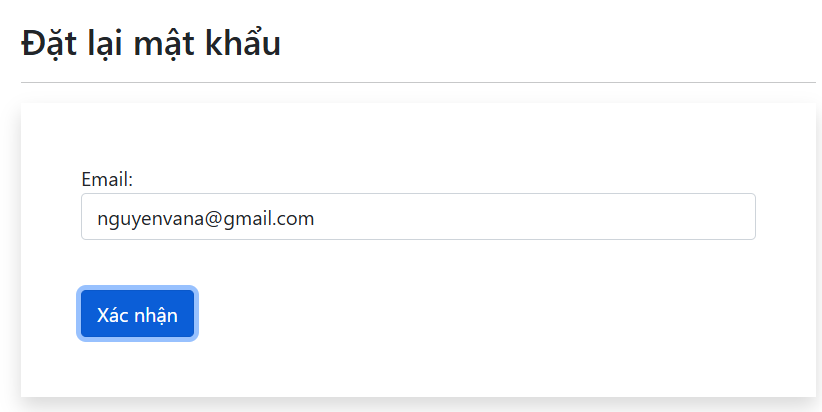 Đặt lại mật khẩu
Email:
nguyenvana@gmail.com
Xác nhận